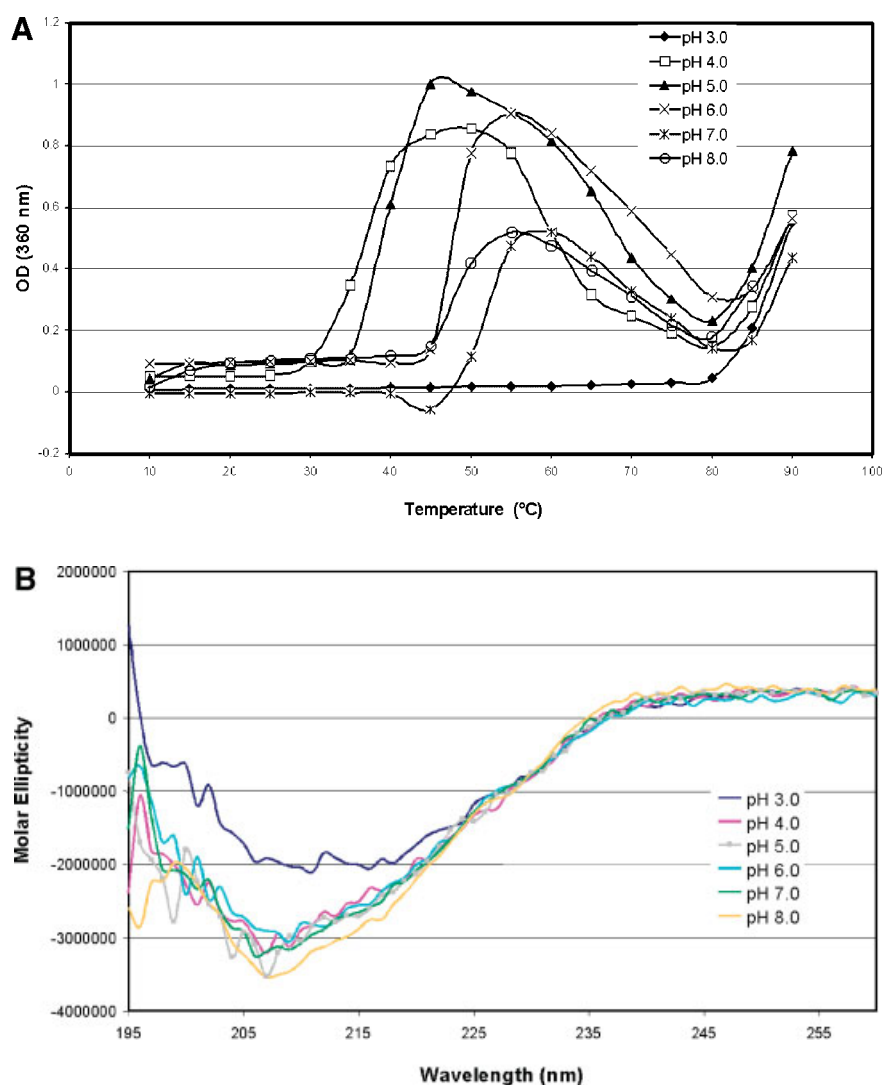 A
1.2
1
0.8
0.6
0.4
0.2
0
-0.2
OD (360 nm)
pH 3.0
pH 4.0
pH 5.0
pH 6.0
pH 7.0
pH 8.0
0 10 20 30 40 50 60 70 80 90 100
Temperature (°C)
B
2000000
1000000
0
-1000000
-2000000
-3000000
-4000000
Molar Ellipticity
pH 3.0
pH 4.0
pH 5.0
pH 6.0
pH 7.0
pH 8.0
195 205 215 225 235 245 255
Wavelength (nm)